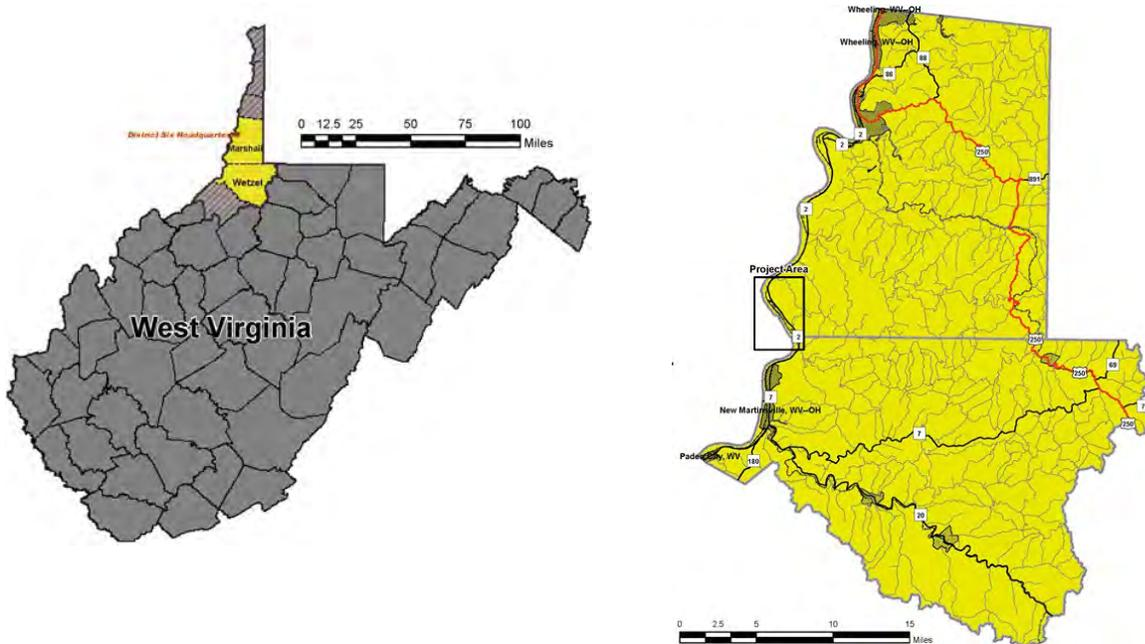 District Six Headquarters
0 12.5 25 50 75 100
Miles
Marshall
Wetzel
West Virginia
Wheeling, WV--OH
Wheeling, WV--OH
88
88
2
2
250
891
2
Project-Area
2
250
69
250
7
250
7
New Martinsville, WV--OH
7
Paden City, WV
180
20
0 2.5 5 10 15
Miles